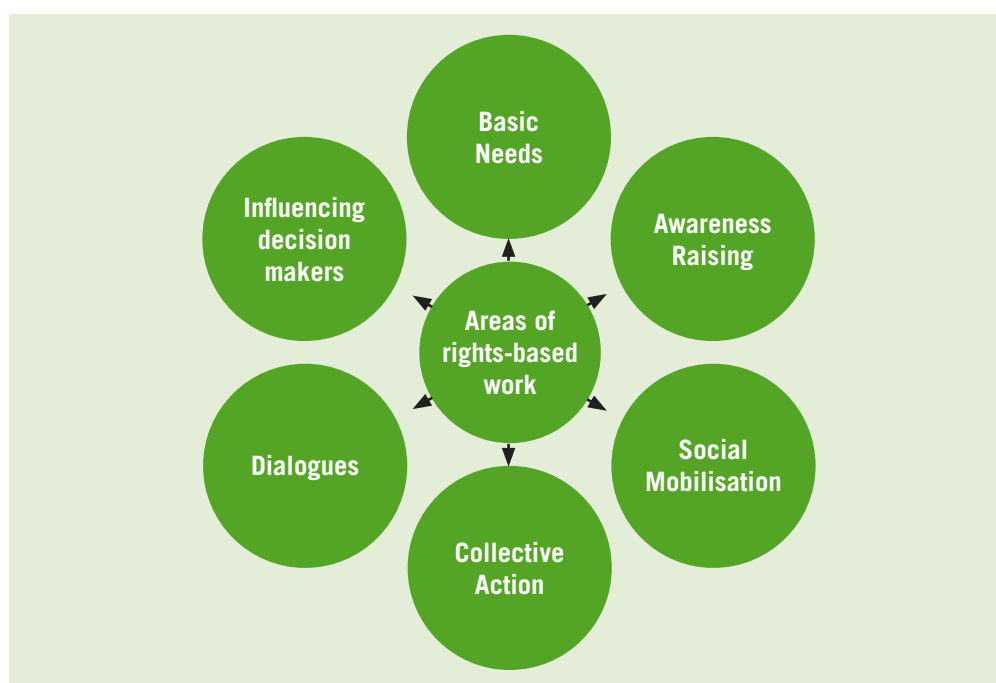 Basic
Needs
Influencing
decision
makers
Awareness
Raising
Areas of
rights-based
work
Dialogues
Social
Mobilisation
Collective
Action